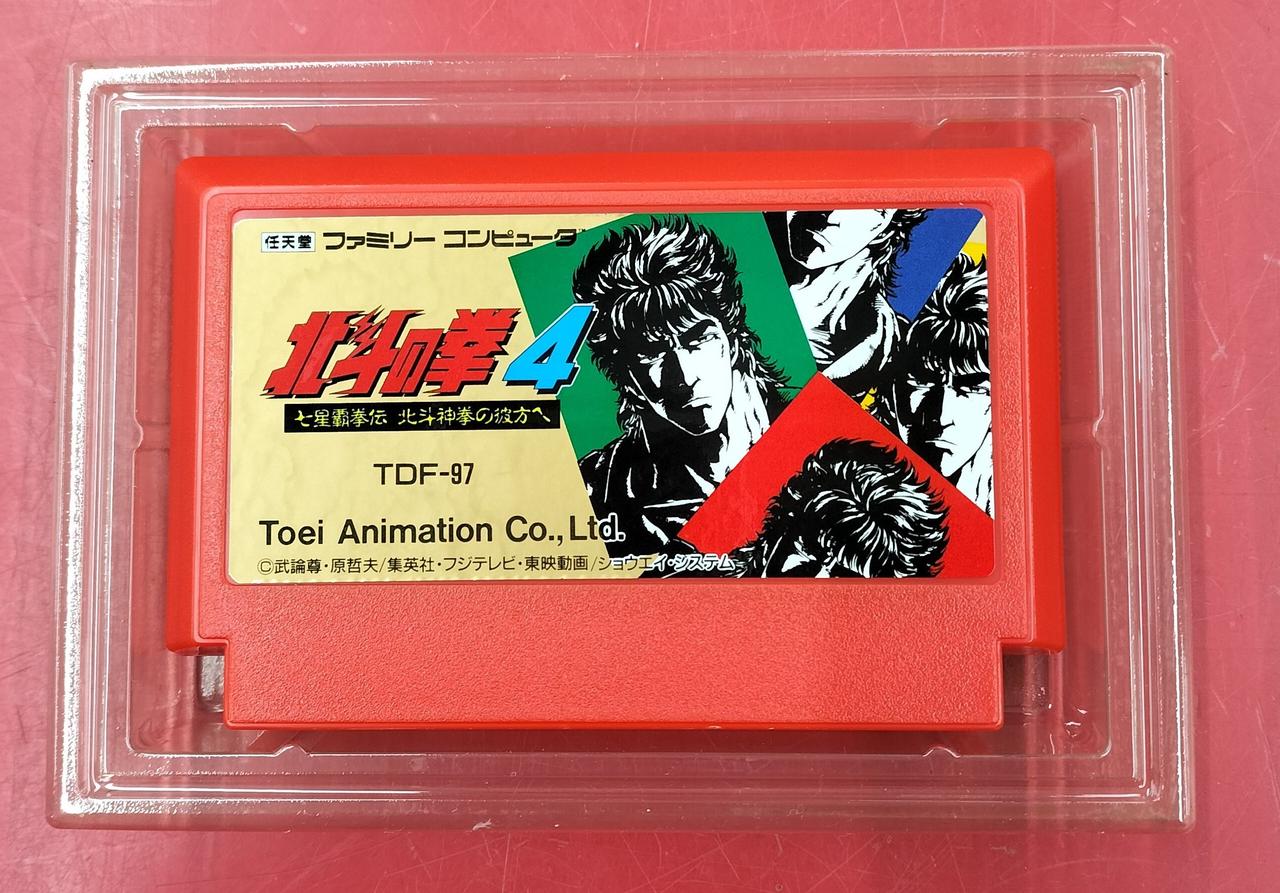 任天堂 ファミリー コンピュータ
北斗の拳4
七星覇拳伝 北斗神拳の彼方へ
TDF-97
Toei Animation Co.,Ltd.
©武論尊・原哲夫/集英社・フジテレビ・東映動画/ショウエイ・システム